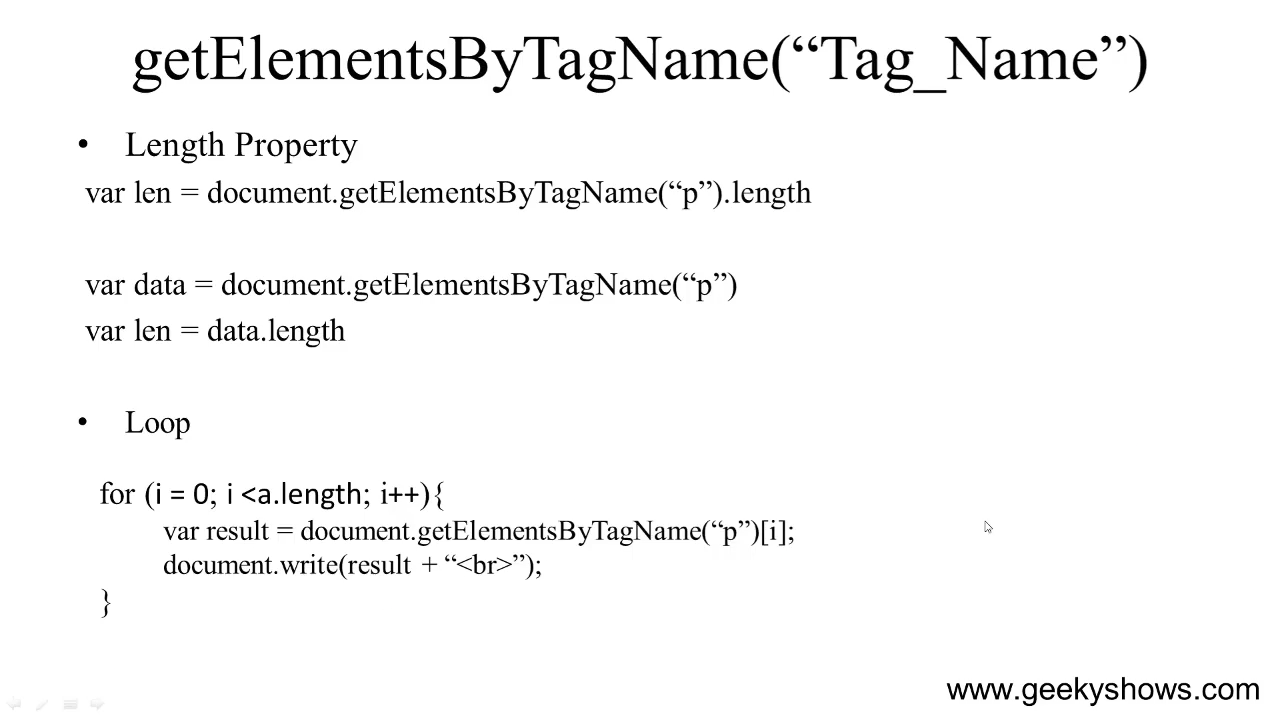 getElementsByTagName(“Tag_Name”)
• Length Property
var len = document.getElementsByTagName(“p”).length
var data = document.getElementsByTagName(“p”)
var len = data.length
• Loop
for (i = 0; i <a.length; i++){
var result = document.getElementsByTagName(“p”)[i];
document.write(result + “<br>”);
}
www.geekyshows.com